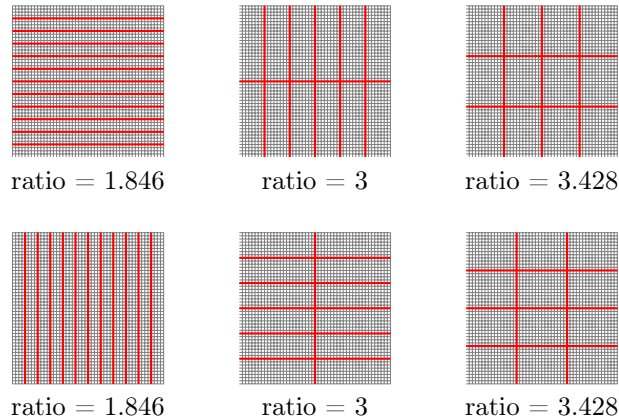 ratio = 1.846
ratio = 3
ratio = 3.428
ratio = 1.846
ratio = 3
ratio = 3.428